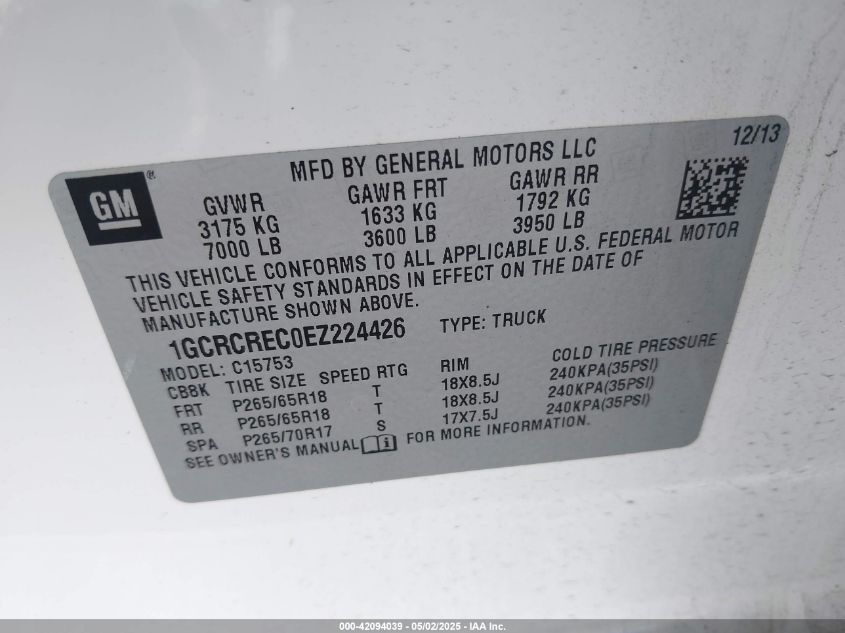 12/13
MFD BY GENERAL MOTORS LLC
GM®
GVWR GAWR FRT GAWR RR
3175 KG 1633 KG 1792 KG
7000 LB 3600 LB 3950 LB
THIS VEHICLE CONFORMS TO ALL APPLICABLE U.S. FEDERAL MOTOR
VEHICLE SAFETY STANDARDS IN EFFECT ON THE DATE OF
MANUFACTURE SHOWN ABOVE.
1GCRCREC0EZ224426 TYPE: TRUCK
MODEL: C15753
CB8K TIRE SIZE SPEED RTG RIM COLD TIRE PRESSURE
FRT P265/65R18 T 18X8.5J 240KPA(35PSI)
RR P265/65R18 T 18X8.5J 240KPA(35PSI)
SPA P265/70R17 S 17X7.5J 240KPA(35PSI)
SEE OWNER'S MANUAL FOR MORE INFORMATION.
000-42094039 - 05/02/2025 - IAA Inc.